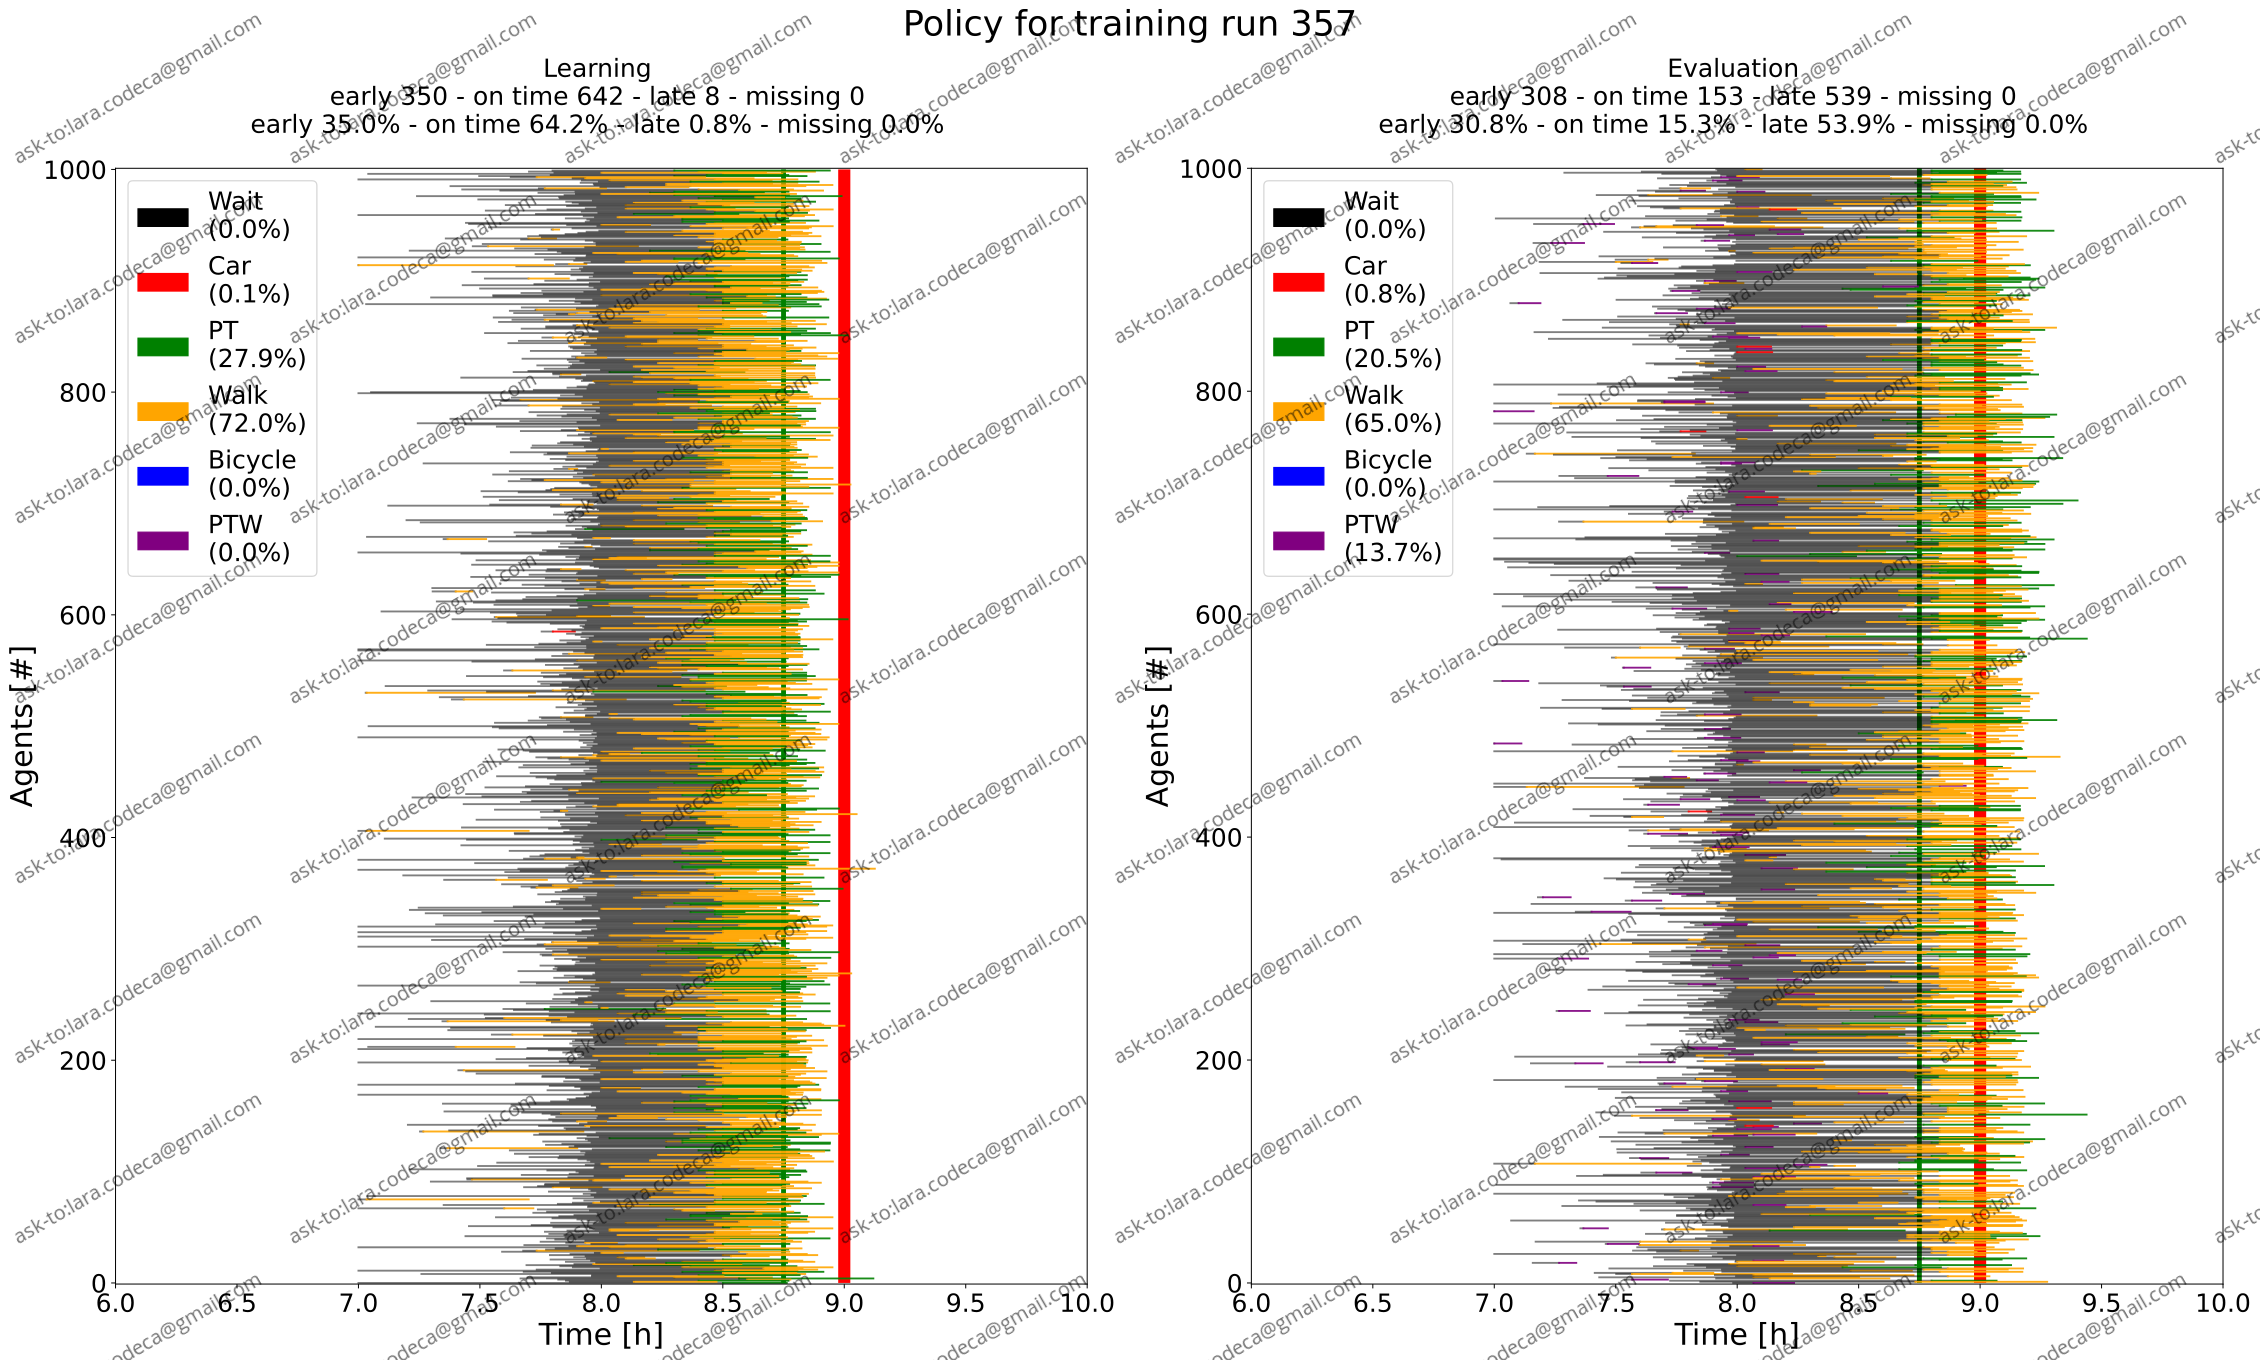 Policy for training run 357
Learning
early 350 - on time 642 - late 8 - missing 0
early 35.0% - on time 64.2% - late 0.8% - missing 0.0%
1000
800
600
400
200
0
Agents [#]
Wait
(0.0%)
Car
(0.1%)
PT
(27.9%)
Walk
(72.0%)
Bicycle
(0.0%)
PTW
(0.0%)
6.0 6.5 7.0 7.5 8.0 8.5 9.0 9.5 10.0
Time [h]
Evaluation
early 308 - on time 153 - late 539 - missing 0
early 30.8% - on time 15.3% - late 53.9% - missing 0.0%
1000
800
600
400
200
0
Agents [#]
Wait
(0.0%)
Car
(0.8%)
PT
(20.5%)
Walk
(65.0%)
Bicycle
(0.0%)
PTW
(13.7%)
6.0 6.5 7.0 7.5 8.0 8.5 9.0 9.5 10.0
Time [h]
ask-to:lara.codeca@gmail.com